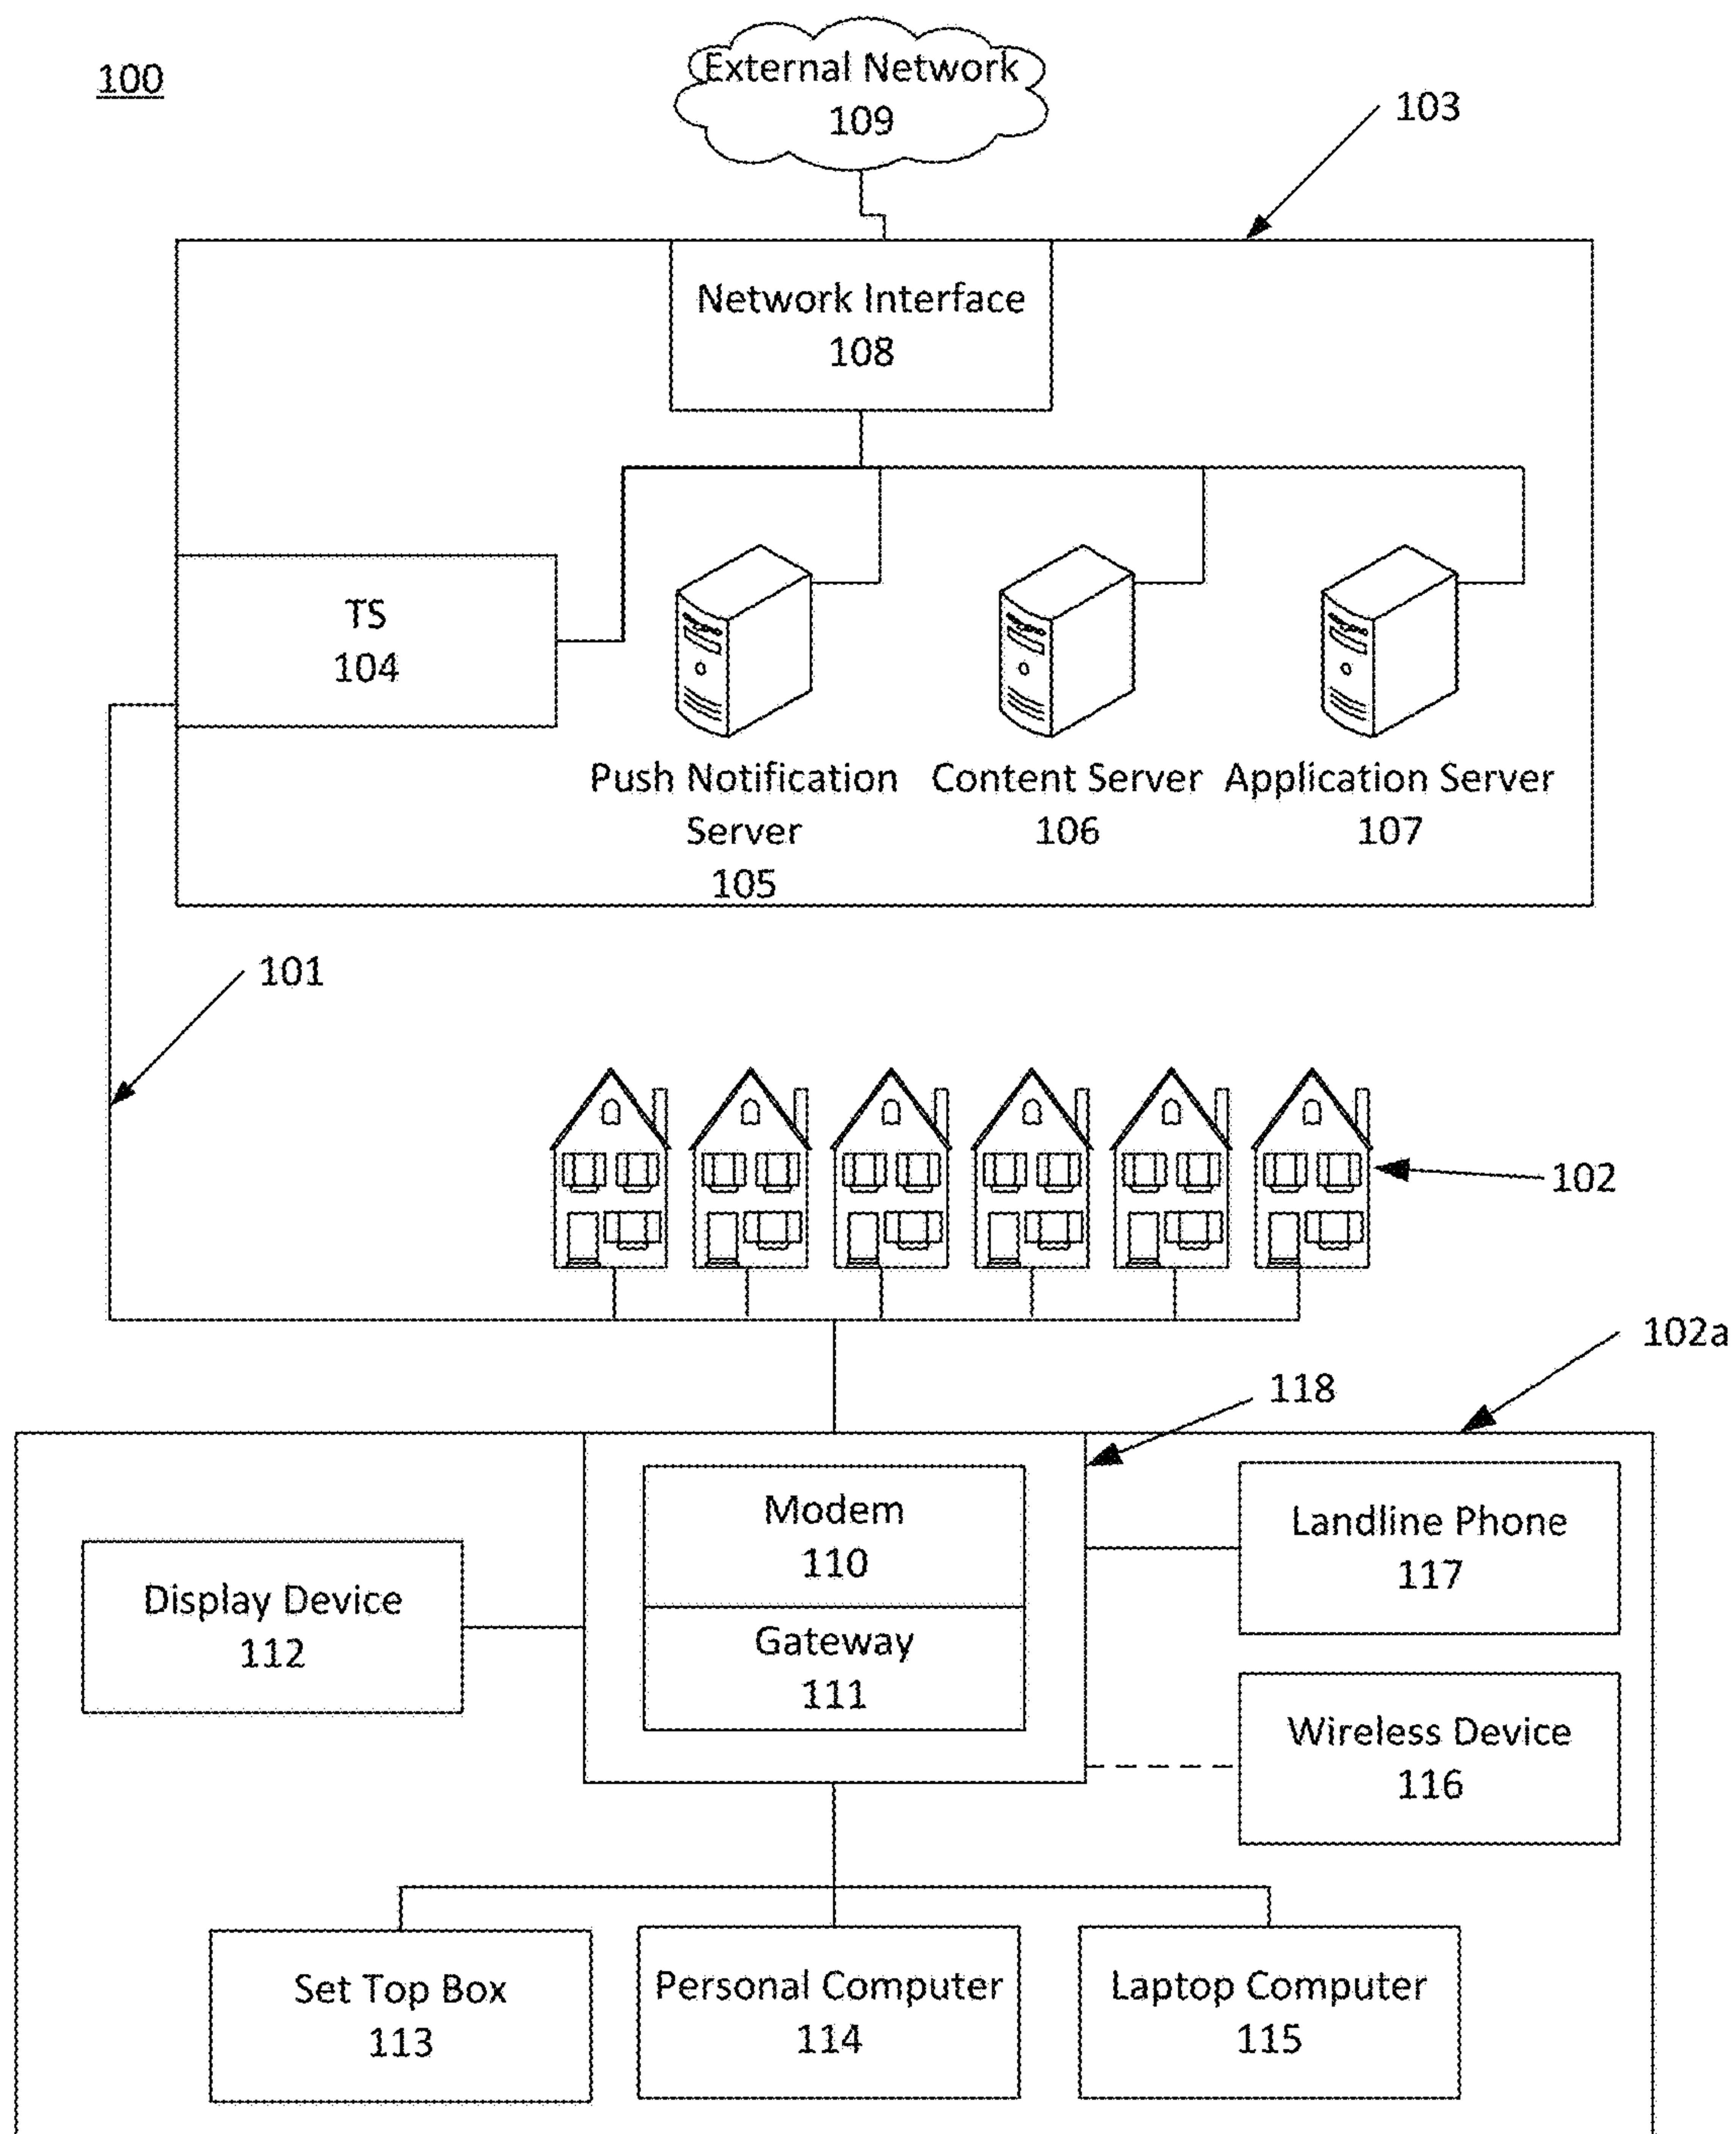 100
External Network
109
103
Network Interface
108
TS
104
Push Notification
Server
105
Content Server
106
Application Server
107
101
102
102a
118
Modem
110
Gateway
111
Landline Phone
117
Display Device
112
Wireless Device
116
Set Top Box
113
Personal Computer
114
Laptop Computer
115